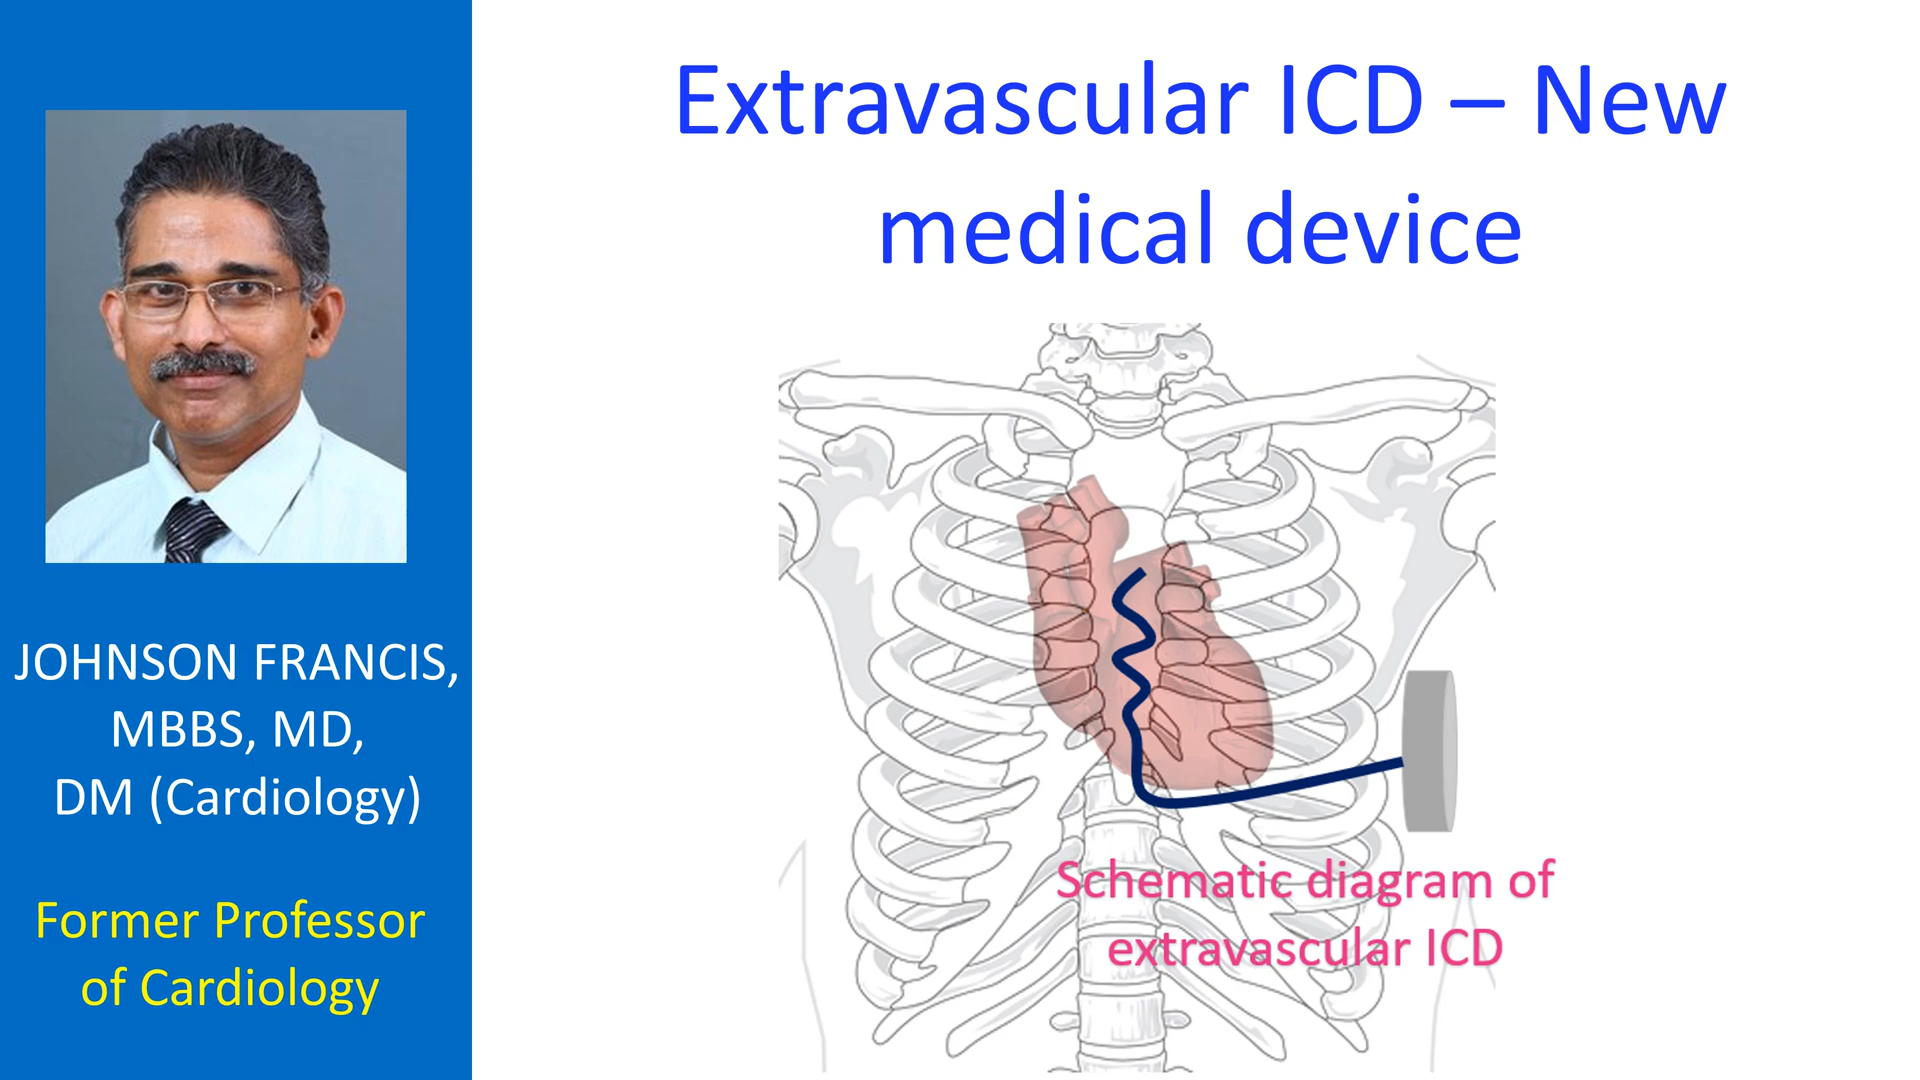 Extravascular ICD – New
medical device
JOHNSON FRANCIS,
MBBS, MD,
DM (Cardiology)
Former Professor
of Cardiology
Schematic diagram of
extravascular ICD